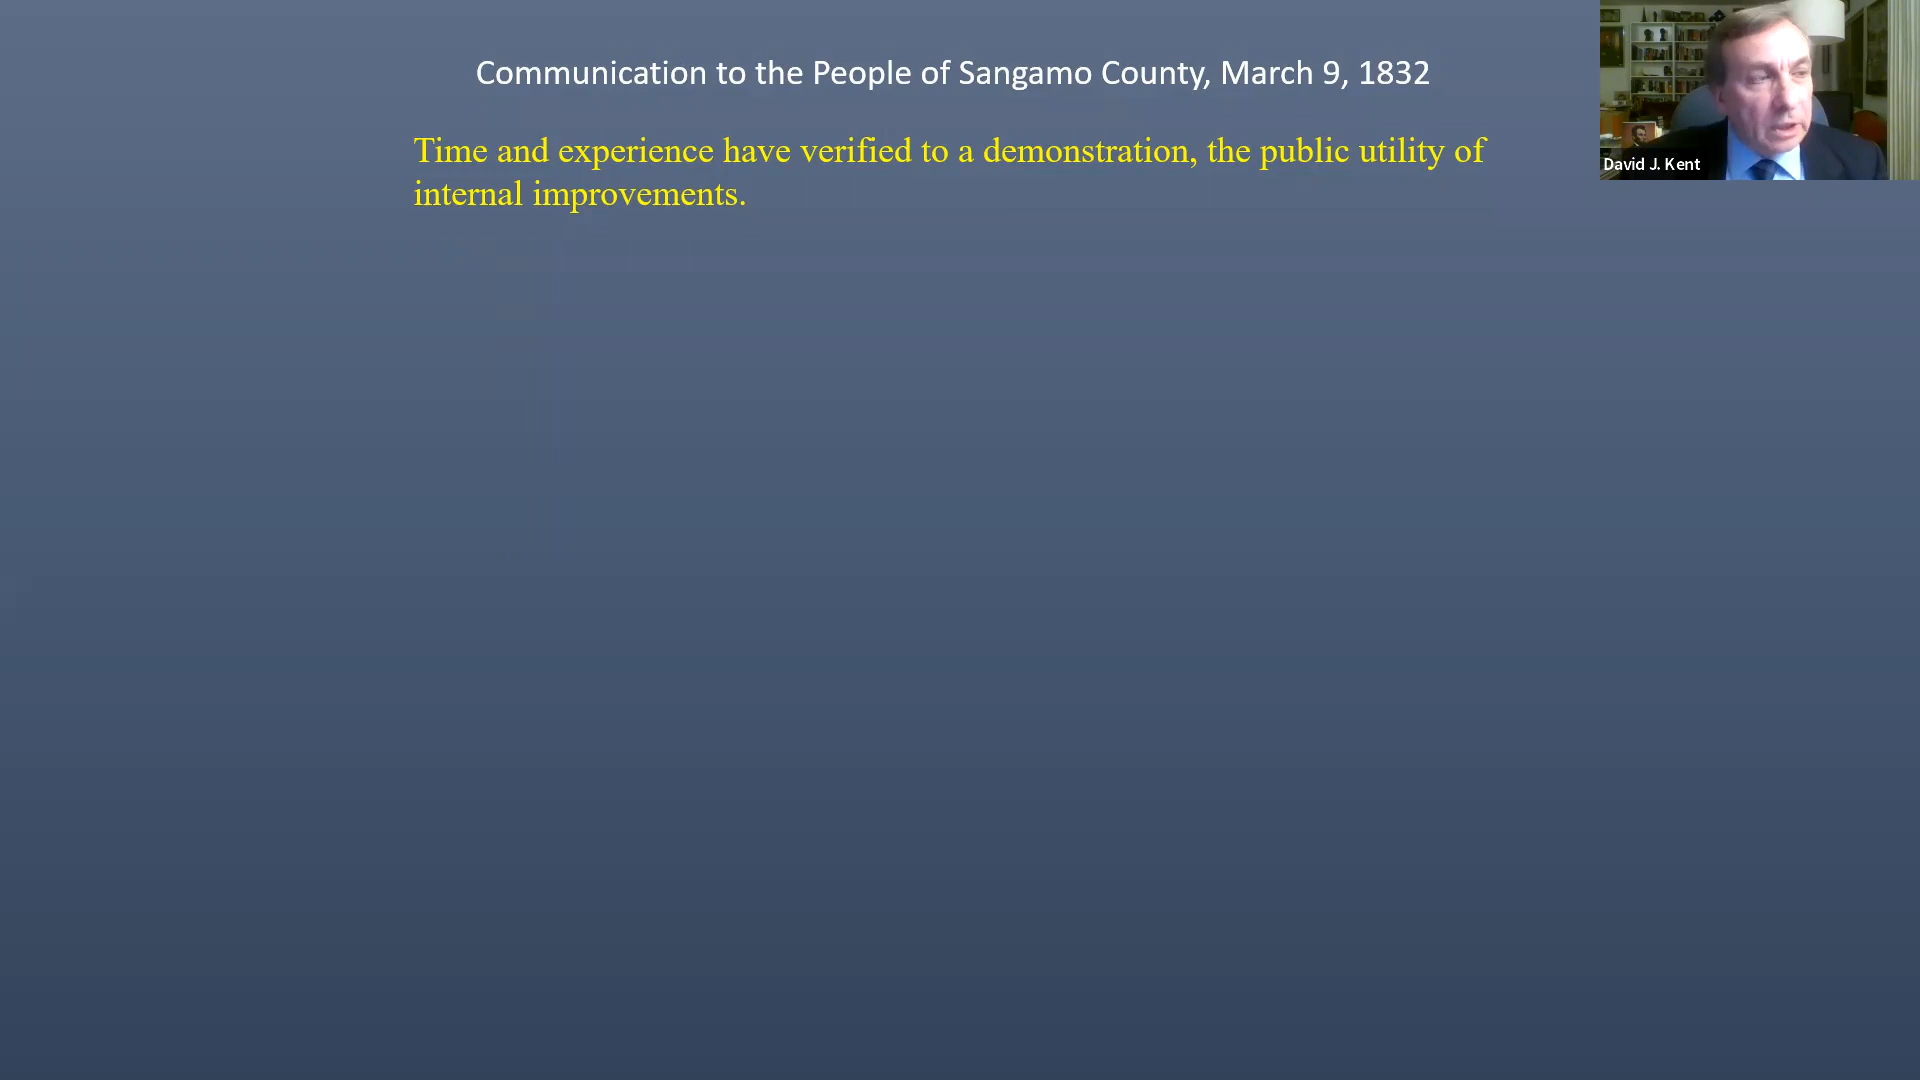 Communication to the People of Sangamo County, March 9, 1832
Time and experience have verified to a demonstration, the public utility of
internal improvements.
David J. Kent